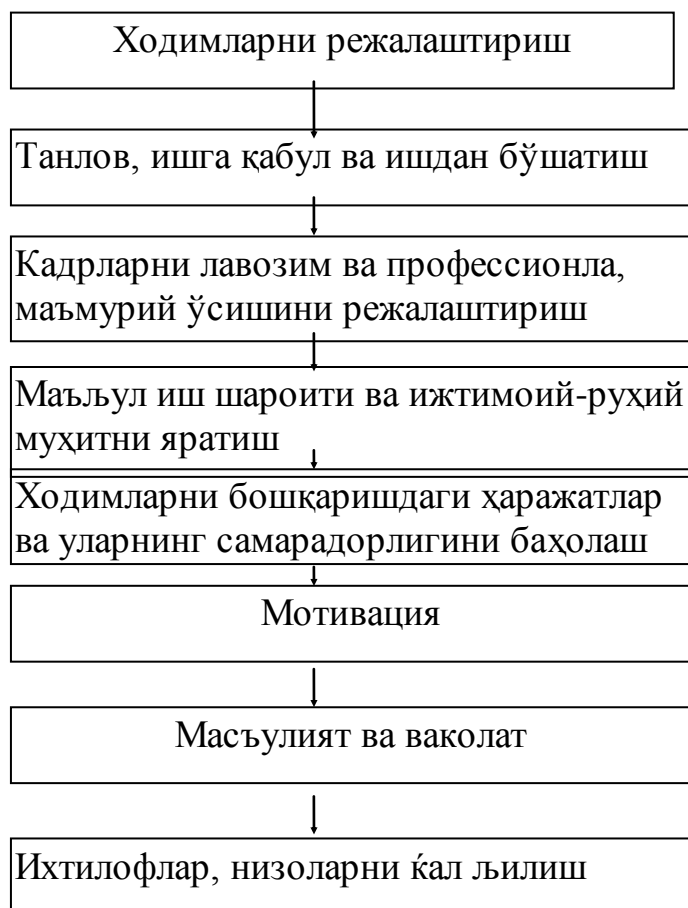 Ходимларни режалаштириш
Танлов, ишга қабул ва ишдан бўшатиш
Кадрларни лавозим ва профессионла,
маъмурий ўсишини режалаштириш
Маъљул иш шароити ва ижтимоий-руҳий
муҳитни яратиш
Ходимларни бошқаришдаги ҳаражатлар
ва уларнинг самарадорлигини баҳолаш
Мотивация
Масъулият ва ваколат
Ихтилофлар, низоларни ќал љилиш